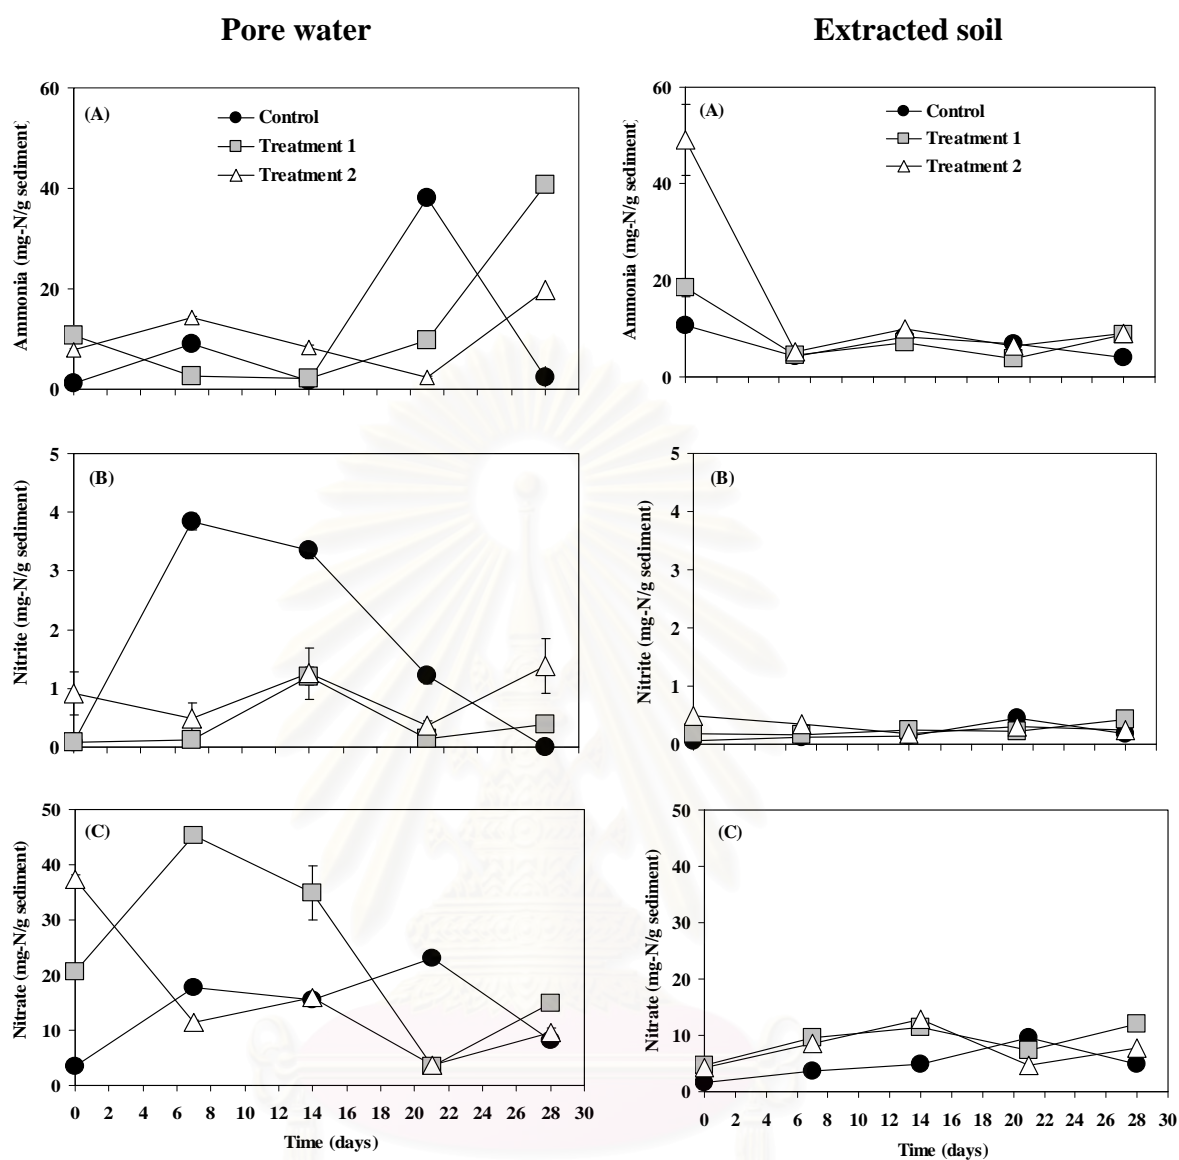 Pore water
Extracted soil
60
40
20
0
Ammonia (mg-N/g sediment)
(A)
Control
Treatment 1
Treatment 2
60
40
20
0
Ammonia (mg-N/g sediment)
(A)
Control
Treatment 1
Treatment 2
5
4
3
2
1
0
Nitrite (mg-N/g sediment)
(B)
5
4
3
2
1
0
Nitrite (mg-N/g sediment)
(B)
50
40
30
20
10
0
Nitrate (mg-N/g sediment)
(C)
0 2 4 6 8 10 12 14 16 18 20 22 24 26 28 30
Time (days)
50
40
30
20
10
0
Nitrate (mg-N/g sediment)
(C)
0 2 4 6 8 10 12 14 16 18 20 22 24 26 28 30
Time (days)